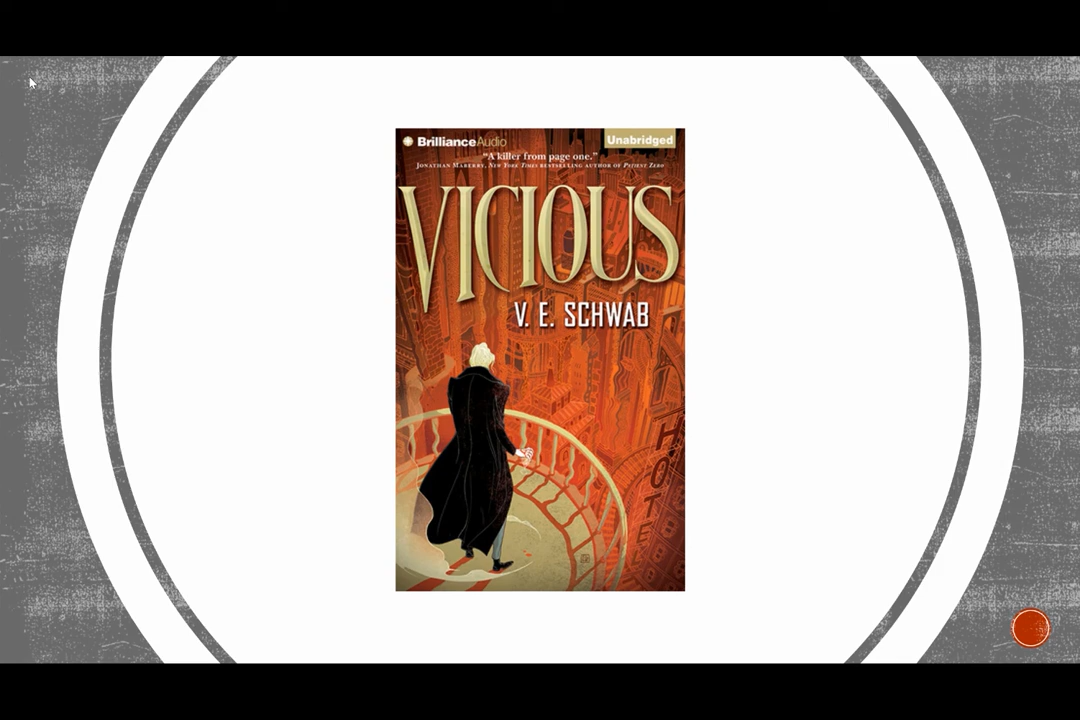 BrillianceAudio
Unabridged
"A killer from page one."
JONATHAN MABERRY, NEW YORK TIMES BESTSELLING AUTHOR OF PATIENT ZERO
VICIOUS
V. E. SCHWAB
HOTEL